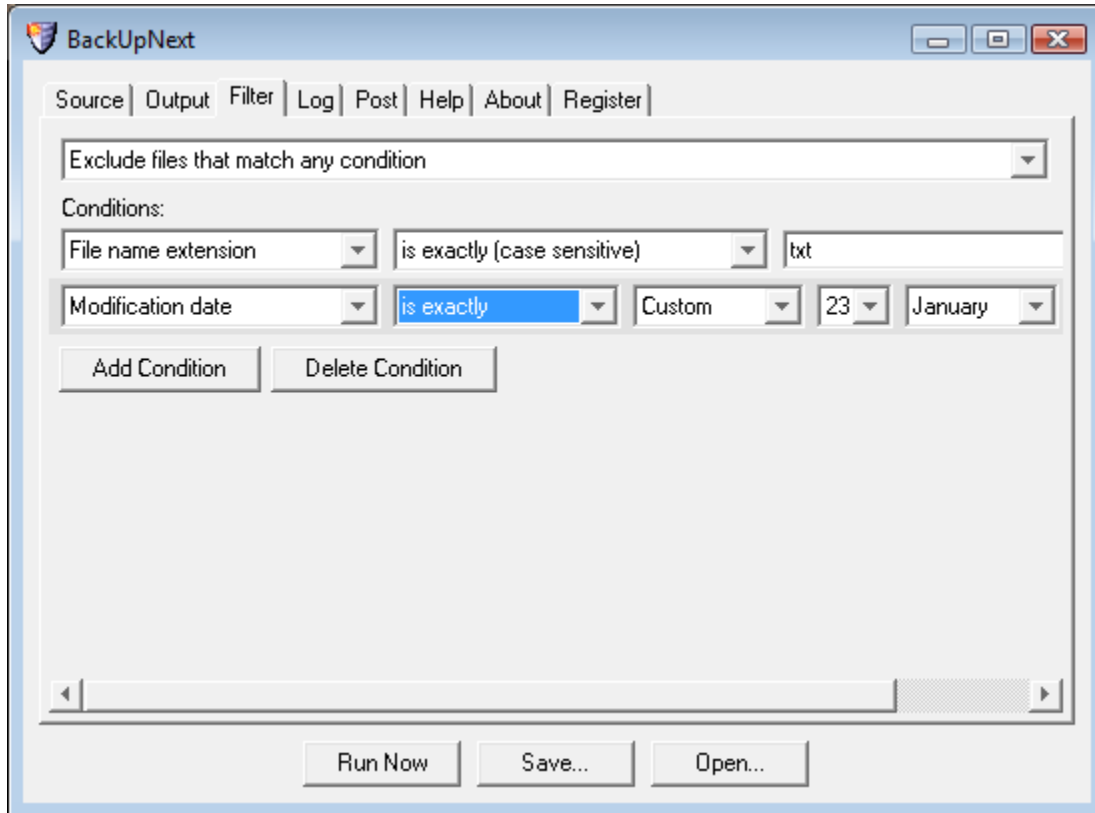 BackUpNext
Source Output Filter Log Post Help About Register
Exclude files that match any condition
Conditions:
File name extension is exactly (case sensitive) txt
Modification date is exactly Custom 23 January
Add Condition Delete Condition
Run Now Save... Open...